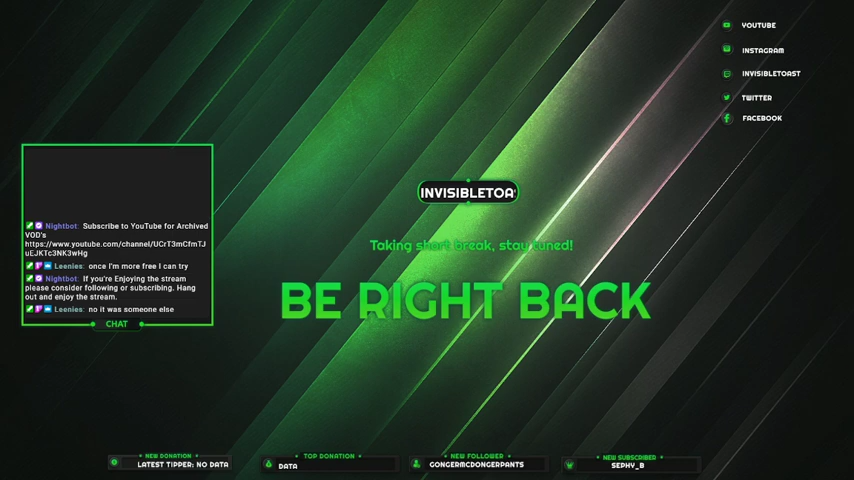 YOUTUBE
INSTAGRAM
INVISIBLETOAST
TWITTER
FACEBOOK
INVISIBLETOA
Taking short break, stay tuned!
BE RIGHT BACK
Nightbot: Subscribe to YouTube for Archived
VOD's
https://www.youtube.com/channel/UCrT3mCfmTJ
uEJKTc3NK3wHg
Leenies: once I'm more free I can try
Nightbot: If you're Enjoying the stream
please consider following or subscribing. Hang
out and enjoy the stream.
Leenies: no it was someone else
CHAT
NEW DONATION
LATEST TIPPER: NO DATA
TOP DONATION
DATA
NEW FOLLOWER
GONGERMCDONGERPANTS
NEW SUBSCRIBER
SEPHY_B